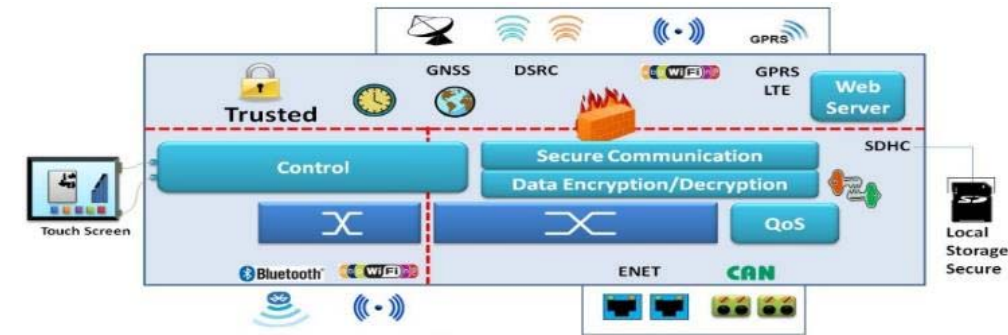 GPRS
GNSS
DSRC
WiFi
GPRS
LTE
Web
Server
Trusted
SDHC
Control
Secure Communication
Data Encryption/Decryption
QoS
Touch Screen
Local
Storage
Secure
Bluetooth
WiFi
ENET
CAN